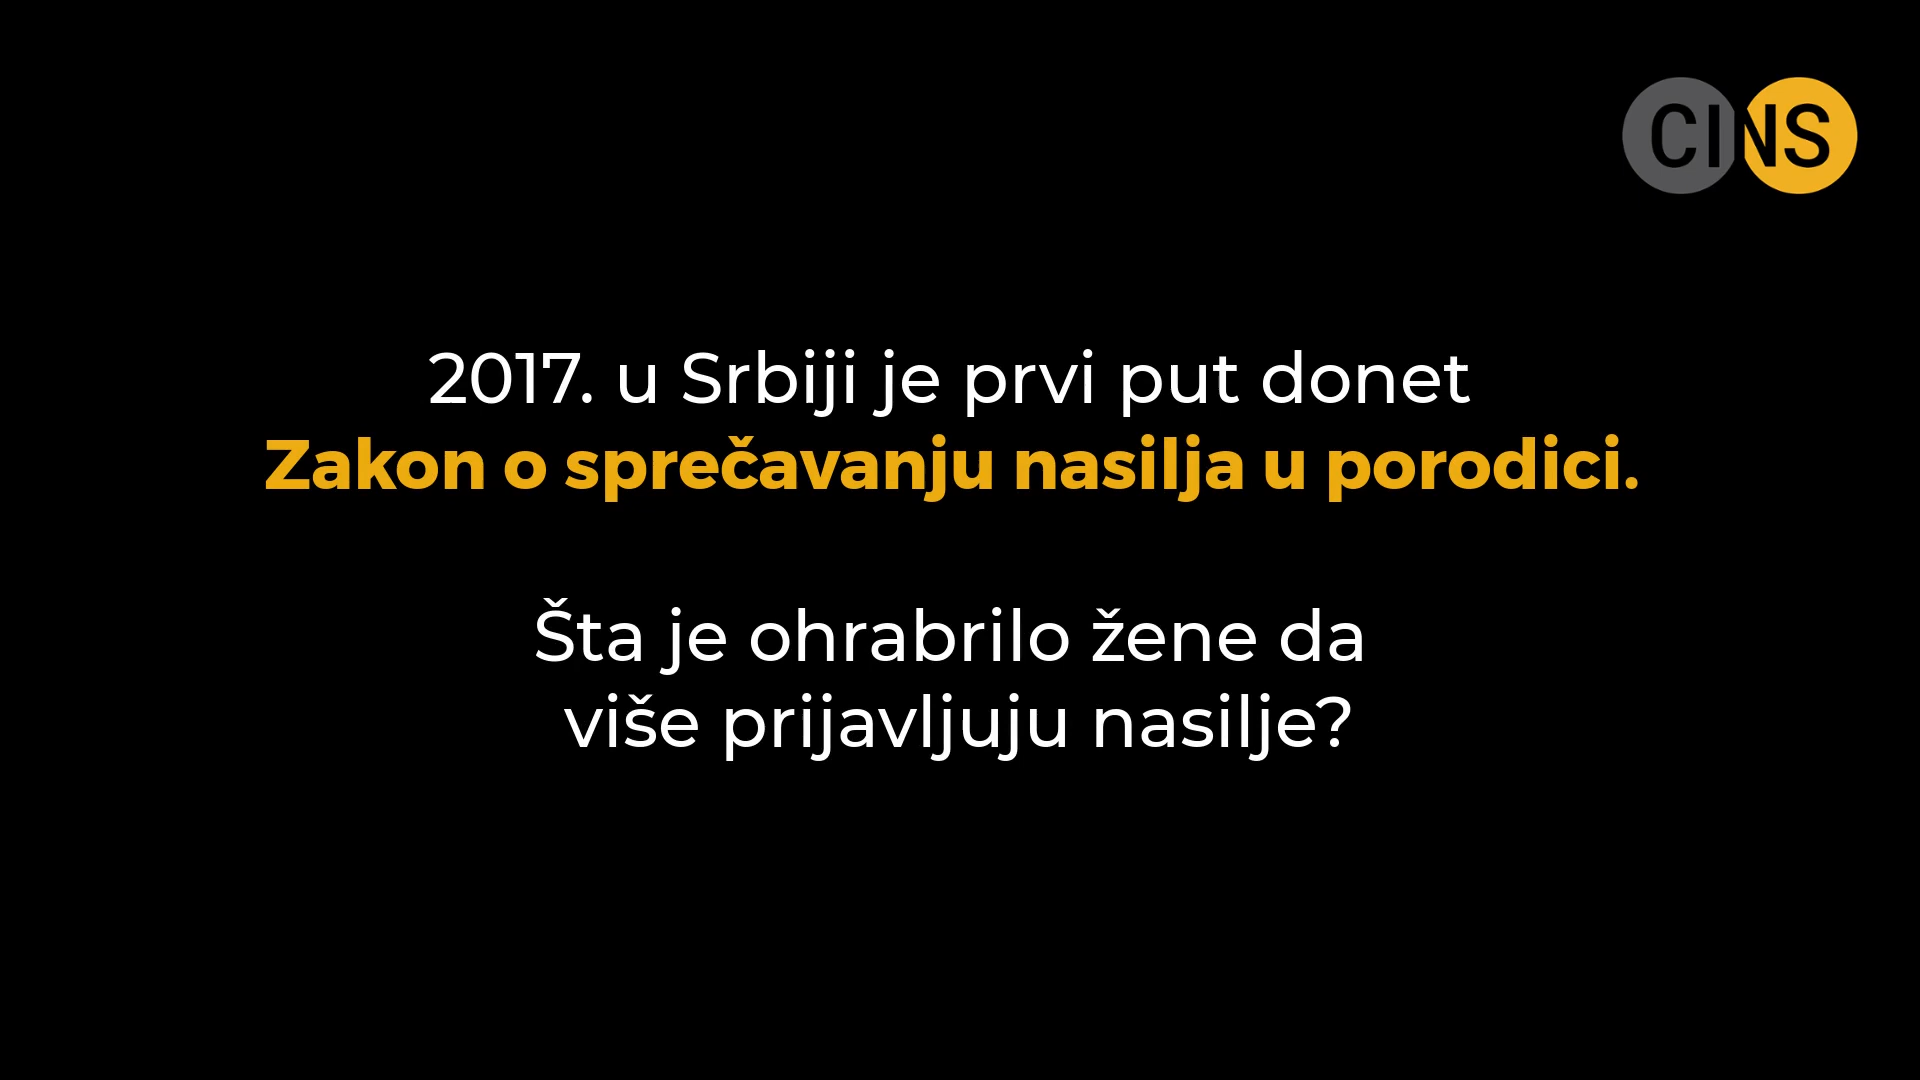 CINS
2017. u Srbiji je prvi put donet
Zakon o sprečavanju nasilja u porodici.
Šta je ohrabrilo žene da
više prijavljuju nasilje?